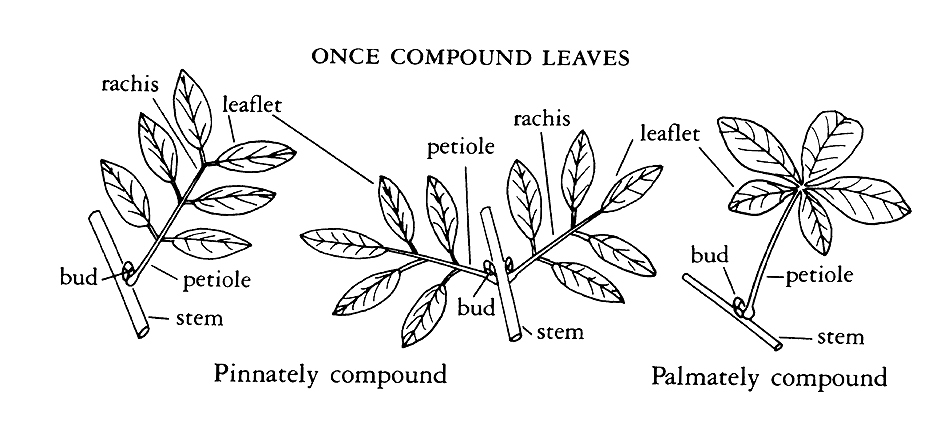 ONCE COMPOUND LEAVES
rachis
leaflet
bud
petiole
stem
petiole
rachis
leaflet
bud
stem
bud
petiole
stem
Pinnately compound
Palmately compound